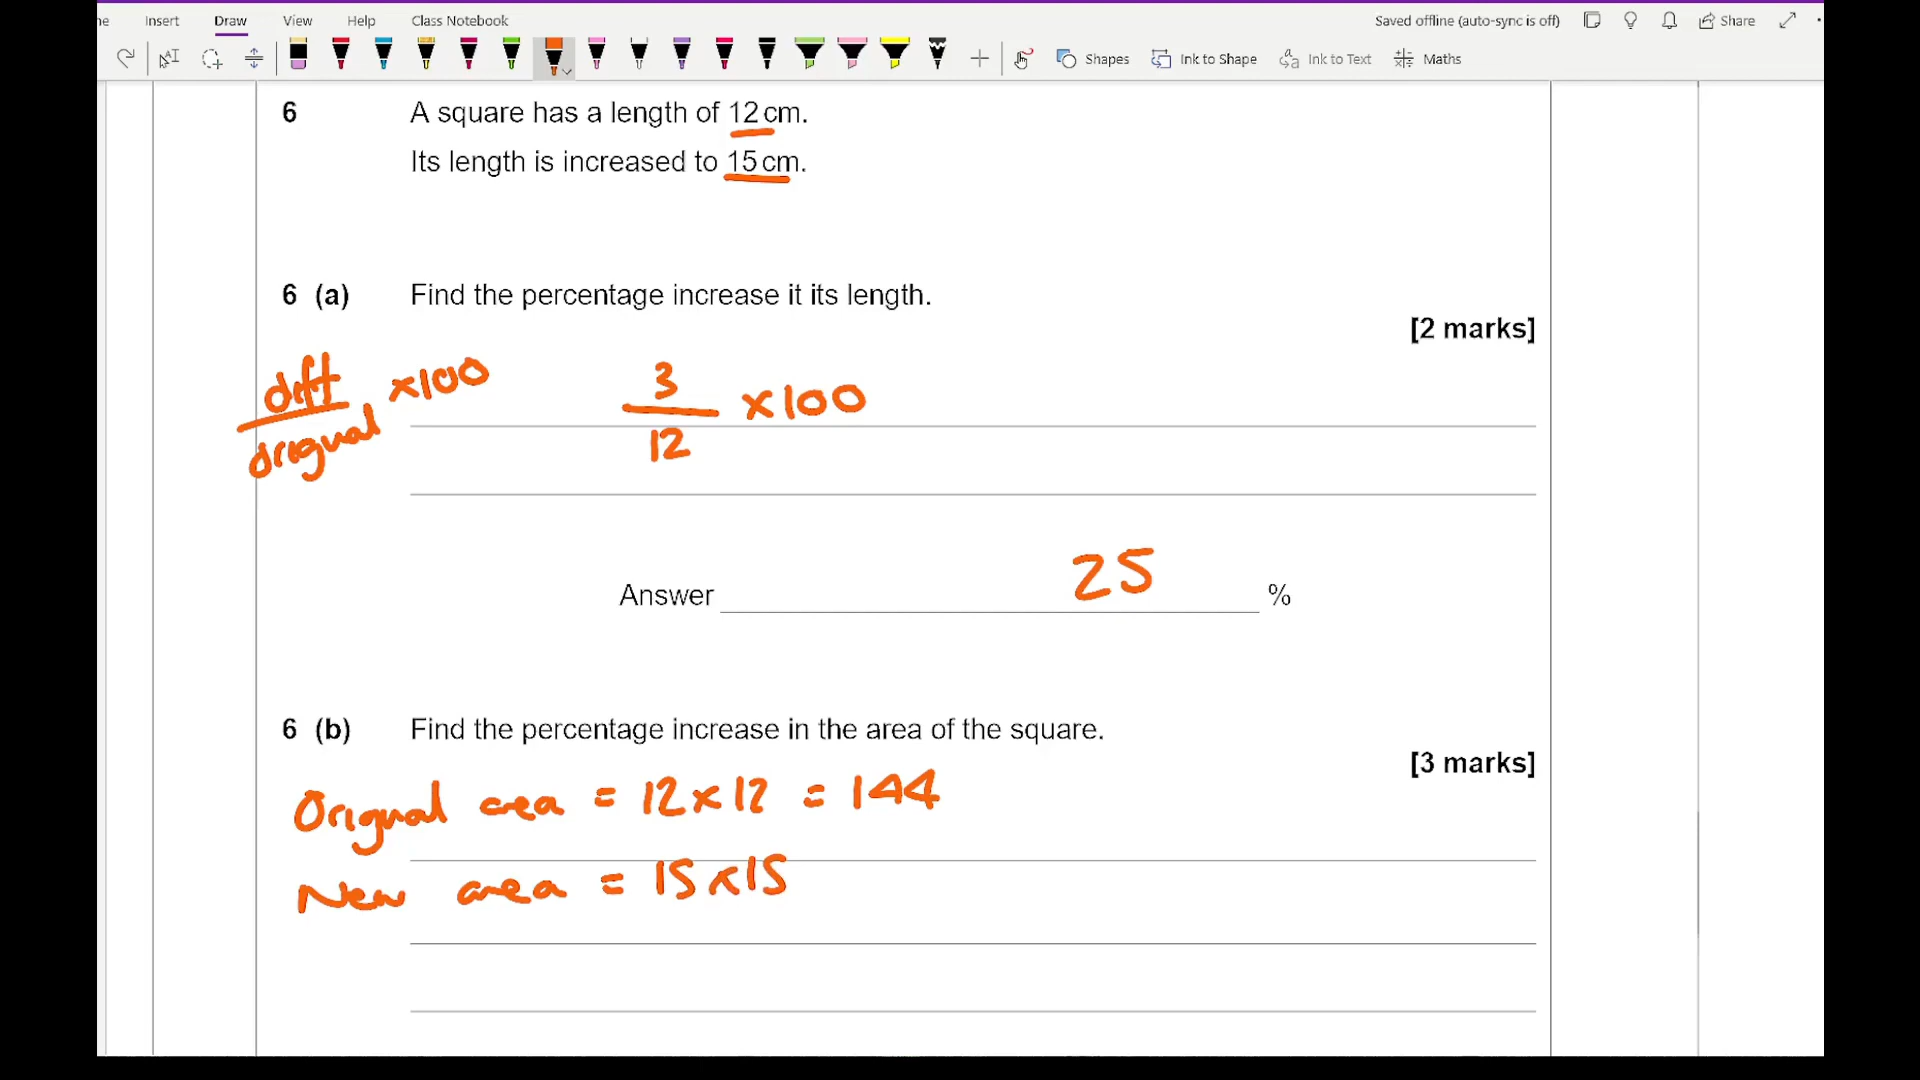 Insert Draw View Help Class Notebook Saved offline (auto-sync is off) Share
Shapes Ink to Shape Ink to Text Maths
6 A square has a length of 12 cm.
Its length is increased to 15 cm.
6 (a) Find the percentage increase it its length.
[2 marks]
diff/original ×100 3/12 ×100
Answer 25 %
6 (b) Find the percentage increase in the area of the square.
[3 marks]
Original area = 12×12 = 144
New area = 15×15